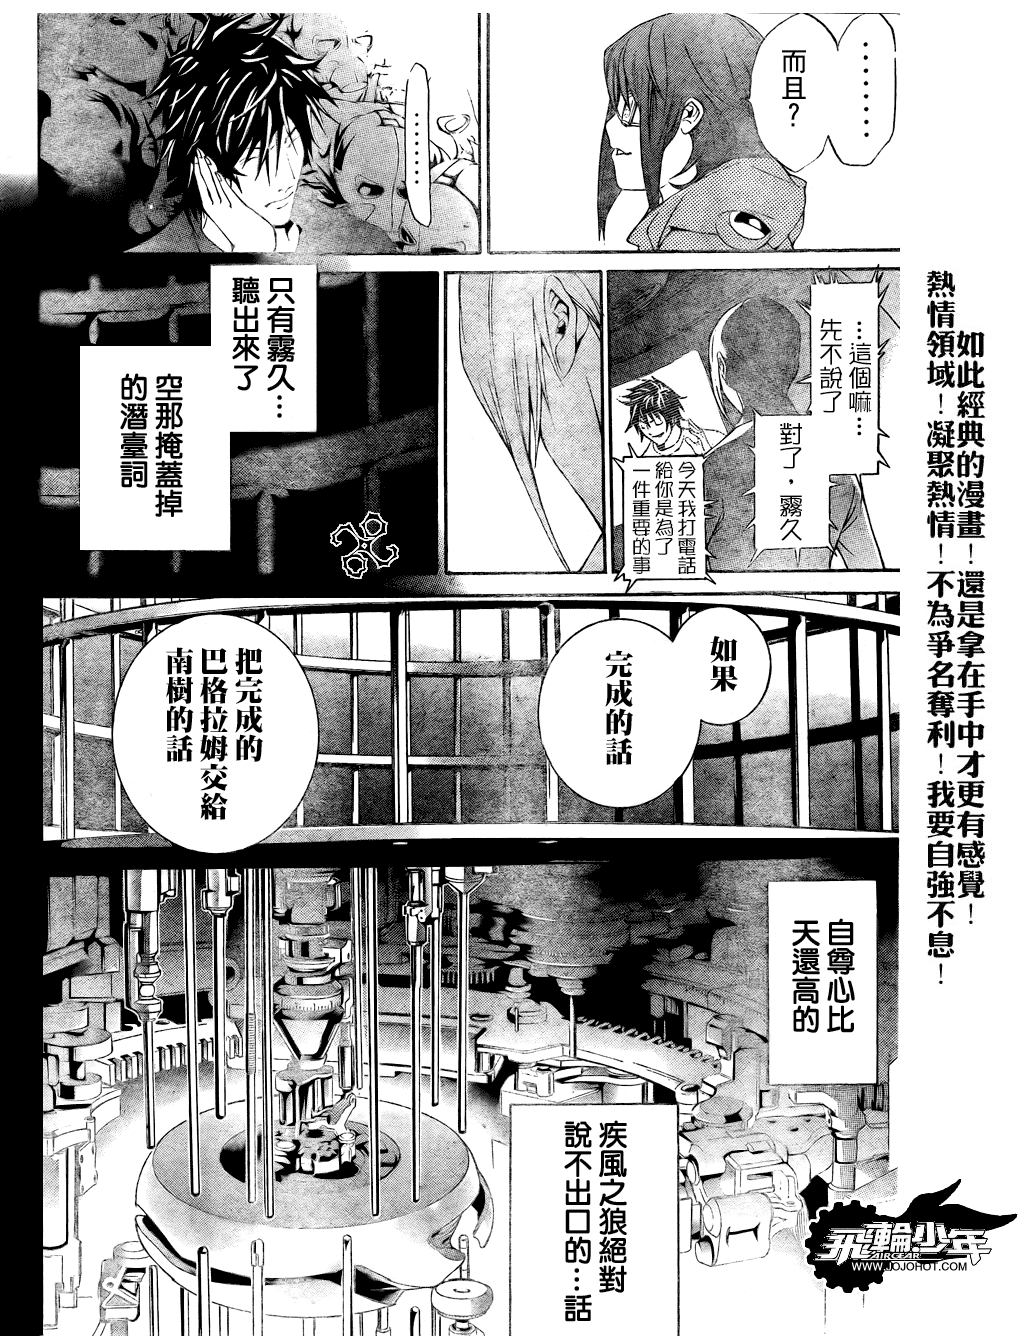 ………
而且？
………
…這個嘛…
先不說了
對了，霧久
今天我打電話
給你是為了
一件重要的事
只有霧久…
聽出來了
空那掩蓋掉
的潛臺詞
如果
完成的話
把完成的
巴格拉姆交給
南樹的話
自尊心比
天還高的
疾風之狼絕對
說不出口的…話
如此經典的漫畫！還是拿在手中才更有感覺！
熱情領域！凝聚熱情！不為爭名奪利！我要自強不息！
飛輪少年
AIRGEAR
WWW.JOJOHOT.COM